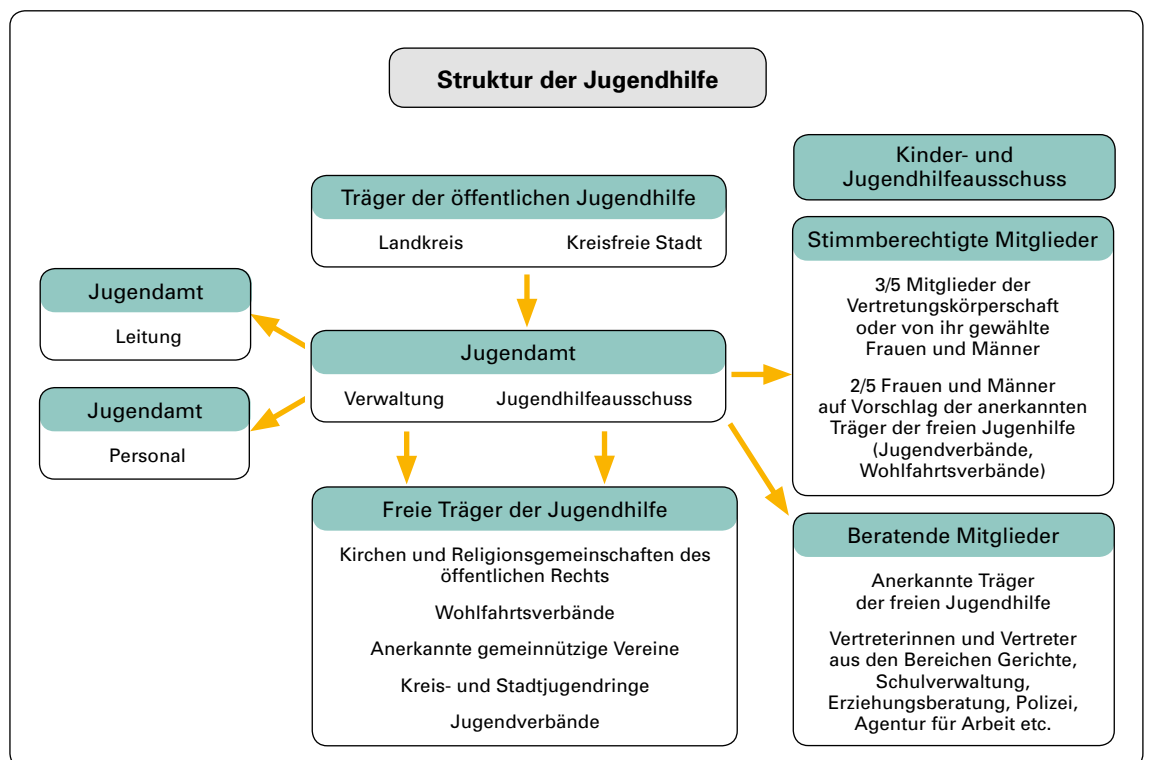 Struktur der Jugendhilfe
Träger der öffentlichen Jugendhilfe
Landkreis Kreisfreie Stadt
Jugendamt
Leitung
Jugendamt
Personal
Jugendamt
Verwaltung Jugendhilfeausschuss
Freie Träger der Jugendhilfe
Kirchen und Religionsgemeinschaften des
öffentlichen Rechts
Wohlfahrtsverbände
Anerkannte gemeinnützige Vereine
Kreis- und Stadtjugendringe
Jugendverbände
Kinder- und
Jugendhilfeausschuss
Stimmberechtigte Mitglieder
3/5 Mitglieder der
Vertretungskörperschaft
oder von ihr gewählte
Frauen und Männer
2/5 Frauen und Männer
auf Vorschlag der anerkannten
Träger der freien Jugenhilfe
(Jugendverbände,
Wohlfahrtsverbände)
Beratende Mitglieder
Anerkannte Träger
der freien Jugendhilfe
Vertreterinnen und Vertreter
aus den Bereichen Gerichte,
Schulverwaltung,
Erziehungsberatung, Polizei,
Agentur für Arbeit etc.